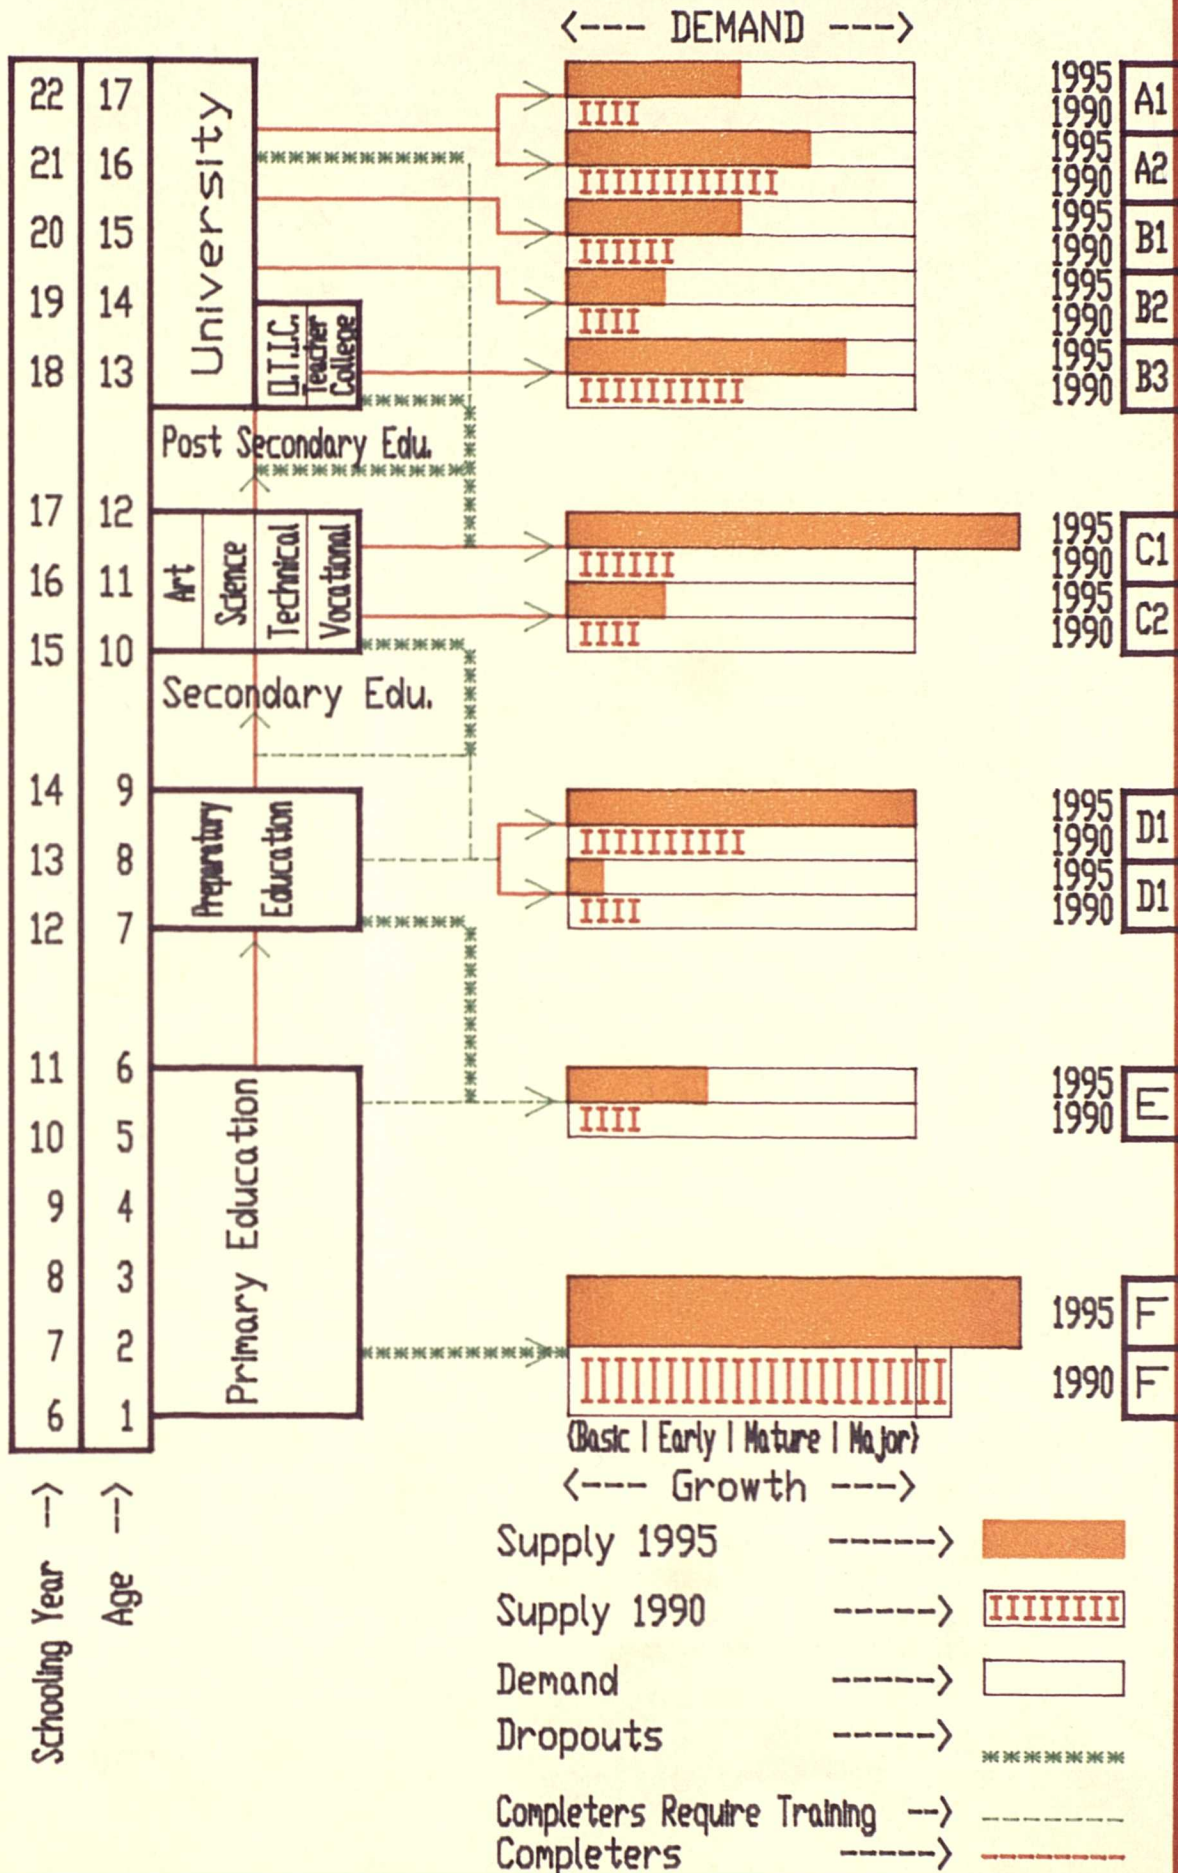 <--- DEMAND --->
22 17 1995 A1
1990
IIII
21 16 1995 A2
1990
IIIIIIIIIIII
University
20 15 1995 B1
1990
IIIIII
19 14 1995 B2
1990
IIII
O.T.I.C.
Teacher
College
18 13 1995 B3
1990
IIIIIIIIII
Post Secondary Edu.
17 12 1995 C1
1990
IIIIII
Art
Science
Technical
Vocational
16 11 1995 C2
1990
IIII
15 10
Secondary Edu.
14 9 1995 D1
1990
IIIIIIIIII
Preparatory
Education
13 8 1995 D1
1990
IIII
12 7
11 6 1995 E
1990
IIII
10 5
Primary Education
9 4
8 3 1995 F
7 2 1990 F
6 1
(Basic | Early | Mature | Major)
<--- Growth --->
Schooling Year -->
Age -->
Supply 1995 ----->
Supply 1990 ----->
IIIIIIII
Demand ----->
Dropouts ----->
Completers Require Training -->
Completers ----->